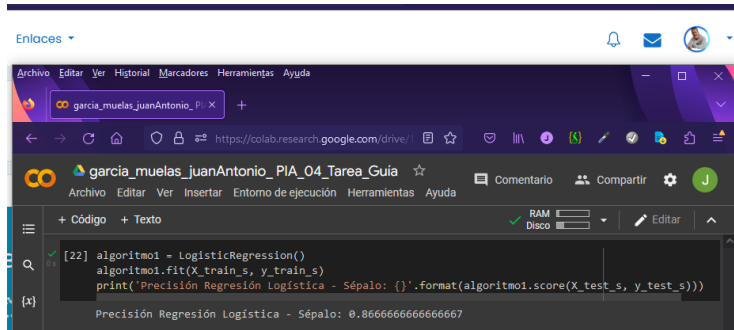 Enlaces
Archivo Editar Ver Historial Marcadores Herramientas Ayuda
garcia_muelas_juanAntonio_ PI
https://colab.research.google.com/drive/
garcia_muelas_juanAntonio_ PIA_04_Tarea_Guia
Comentario Compartir J
Archivo Editar Ver Insertar Entorno de ejecución Herramientas Ayuda
+ Código + Texto
RAM
Disco
Editar
[22] algoritmo1 = LogisticRegression()
0 s
algoritmo1.fit(X_train_s, y_train_s)
print('Precisión Regresión Logística - Sépalo: {}'.format(algoritmo1.score(X_test_s, y_test_s)))
{x}
Precisión Regresión Logística - Sépalo: 0.8666666666666667